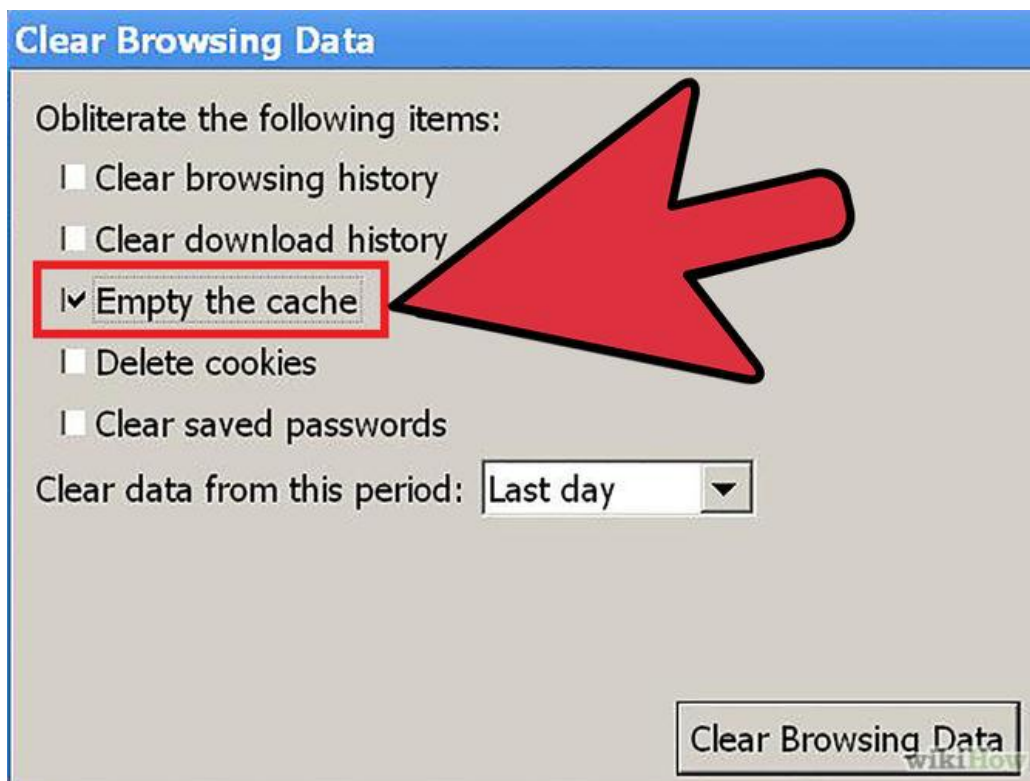 Clear Browsing Data
Obliterate the following items:
Clear browsing history
Clear download history
Empty the cache
Delete cookies
Clear saved passwords
Clear data from this period: Last day
Clear Browsing Data
wikiHow